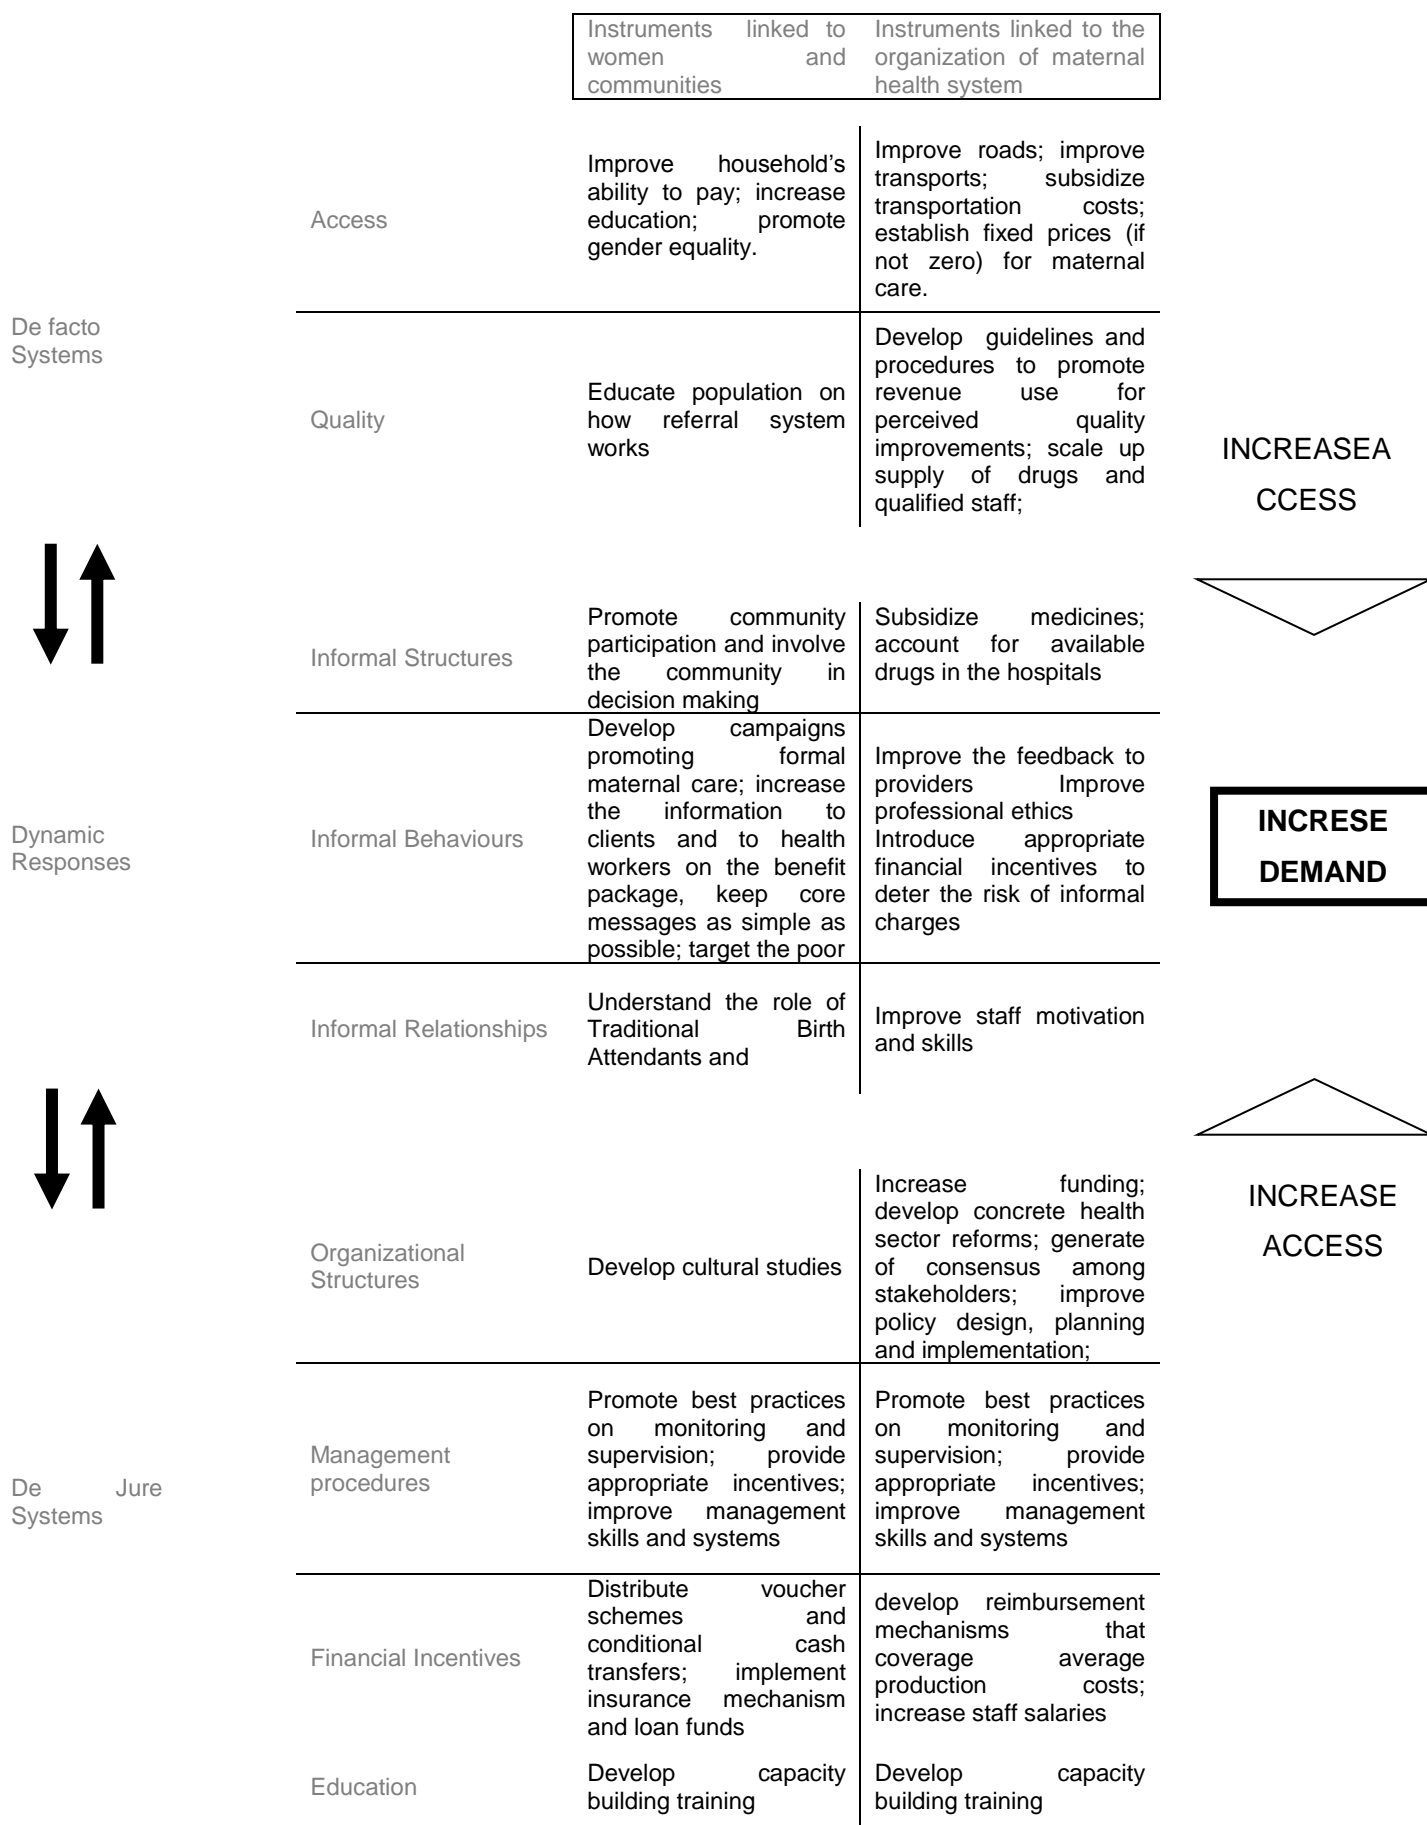 Instruments linked to
women and
communities
Instruments linked to the
organization of maternal
health system
De facto
Systems
Access
Improve household’s
ability to pay; increase
education; promote
gender equality.
Improve roads; improve
transports; subsidize
transportation costs;
establish fixed prices (if
not zero) for maternal
care.
Quality
Educate population on
how referral system
works
Develop guidelines and
procedures to promote
revenue use for
perceived quality
improvements; scale up
supply of drugs and
qualified staff;
INCREASEA
CCESS
Dynamic
Responses
Informal Structures
Promote community
participation and involve
the community in
decision making
Subsidize medicines;
account for available
drugs in the hospitals
Informal Behaviours
Develop campaigns
promoting formal
maternal care; increase
the information to
clients and to health
workers on the benefit
package, keep core
messages as simple as
possible; target the poor
Improve the feedback to
providers Improve
professional ethics
Introduce appropriate
financial incentives to
deter the risk of informal
charges
INCRESE
DEMAND
Informal Relationships
Understand the role of
Traditional Birth
Attendants and
Improve staff motivation
and skills
De Jure
Systems
Organizational
Structures
Develop cultural studies
Increase funding;
develop concrete health
sector reforms; generate
of consensus among
stakeholders; improve
policy design, planning
and implementation;
INCREASE
ACCESS
Management
procedures
Promote best practices
on monitoring and
supervision; provide
appropriate incentives;
improve management
skills and systems
Promote best practices
on monitoring and
supervision; provide
appropriate incentives;
improve management
skills and systems
Financial Incentives
Distribute voucher
schemes and
conditional cash
transfers; implement
insurance mechanism
and loan funds
develop reimbursement
mechanisms that
coverage average
production costs;
increase staff salaries
Education
Develop capacity
building training
Develop capacity
building training